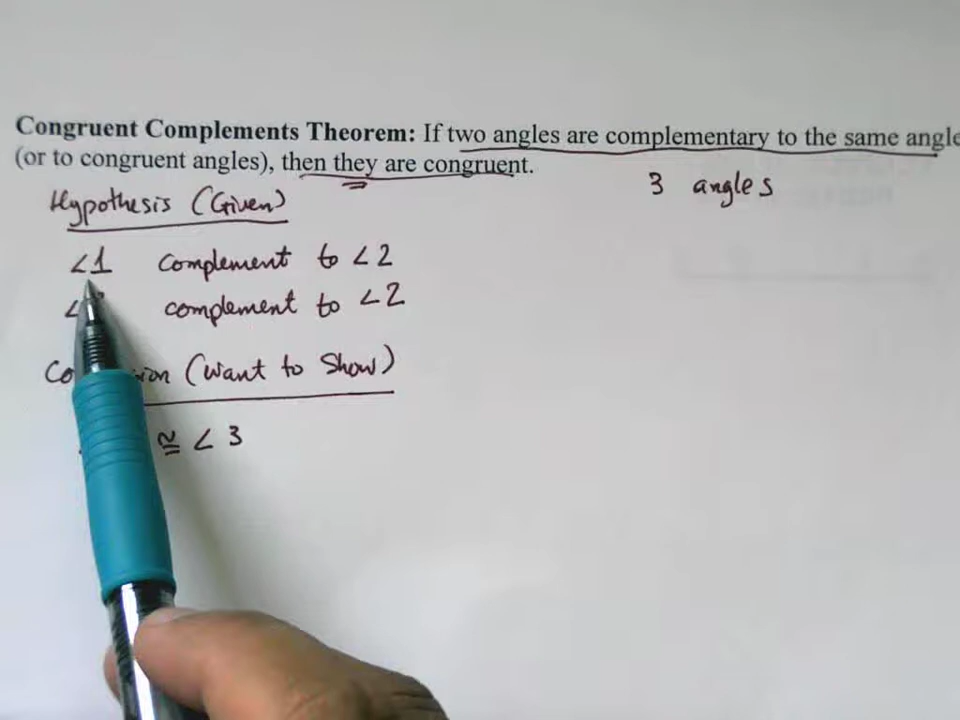 Congruent Complements Theorem: If two angles are complementary to the same angle
(or to congruent angles), then they are congruent.
3 angles
Hypothesis (Given)
∠1 complement to ∠2
∠ complement to ∠2
(Want to Show)
≅ ∠3